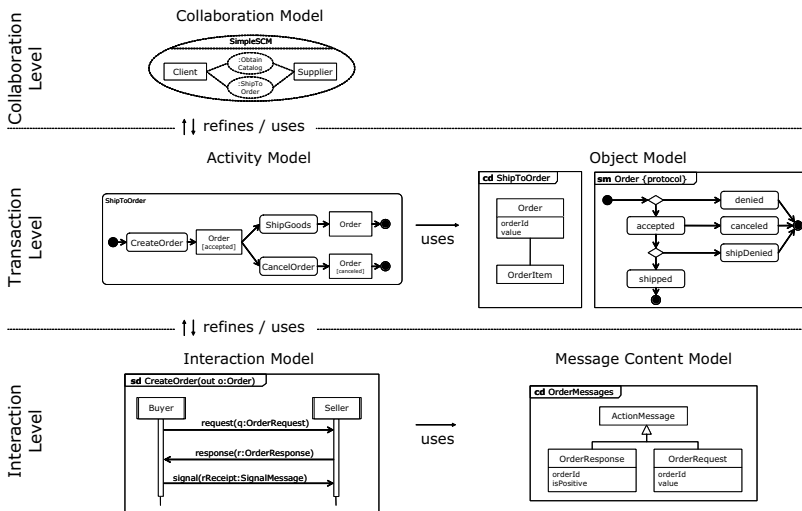 Collaboration Model
Collaboration
Level
SimpleSCM
Client
:Obtain
Catalog
Supplier
:ShipTo
Order
refines / uses
Activity Model
Object Model
Transaction
Level
ShipToOrder
CreateOrder
Order
[accepted]
ShipGoods
Order
CancelOrder
Order
[canceled]
uses
cd ShipToOrder
Order
orderId
value
OrderItem
sm Order {protocol}
denied
accepted
canceled
shipDenied
shipped
refines / uses
Interaction Model
Message Content Model
Interaction
Level
sd CreateOrder(out o:Order)
Buyer
Seller
request(q:OrderRequest)
response(r:OrderResponse)
signal(rReceipt:SignalMessage)
uses
cd OrderMessages
ActionMessage
OrderResponse
orderId
isPositive
OrderRequest
orderId
value